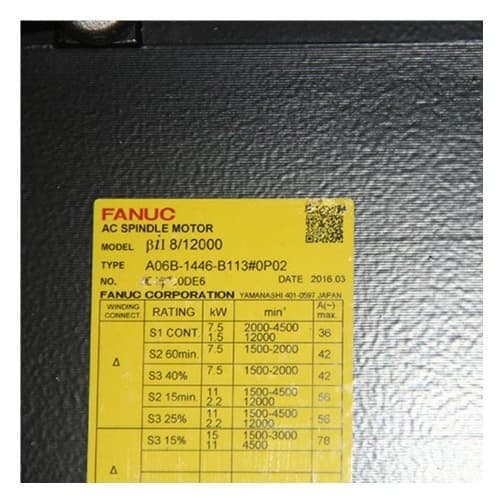 FANUC
AC SPINDLE MOTOR
MODEL βiI 8/12000
TYPE A06B-1446-B113#0P02
NO. 0DE6 DATE 2016.03
FANUC CORPORATION YAMANASHI 401-0597 JAPAN
WINDING CONNECT. RATING kW min⁻¹ A(~) max.
Δ
S1 CONT. 7.5 2000-4500 36
1.5 12000
S2 60min. 7.5 1500-2000 42
S3 40% 7.5 1500-2000 42
S2 15min. 11 1500-4500 56
2.2 12000
S3 25% 11 1500-4500 56
2.2 12000
S3 15% 15 1500-3000 78
11 4500
Δ